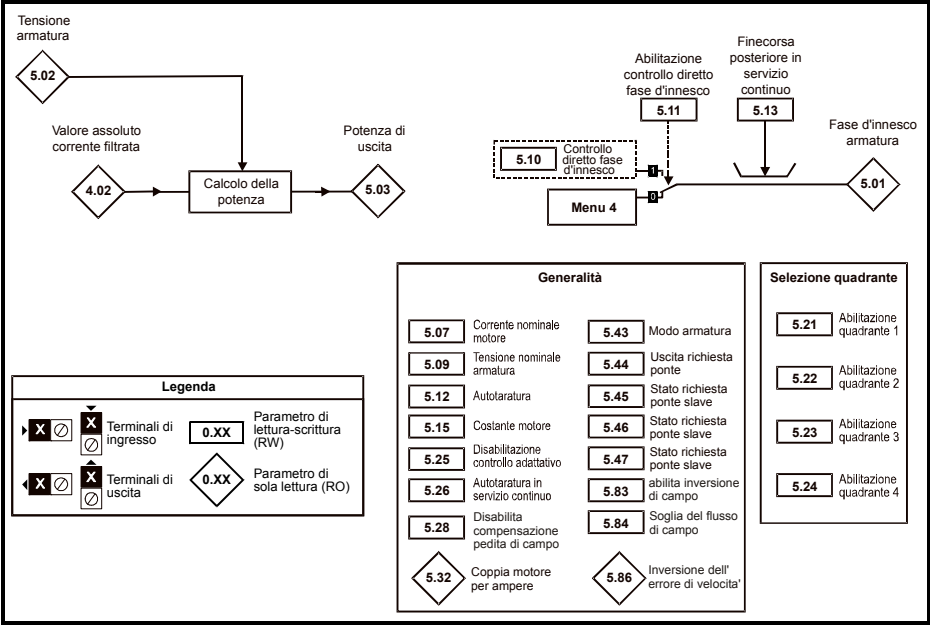 Tensione
armatura
5.02
Valore assoluto
corrente filtrata
4.02
Calcolo della
potenza
Potenza di
uscita
5.03
Abilitazione
controllo diretto
fase d'innesco
5.11
Finecorsa
posteriore in
servizio
continuo
5.13
5.10
Controllo
diretto fase
d'innesco
1
Menu 4
0
Fase d'innesco
armatura
5.01
Legenda
X
X
Terminali di
ingresso
0.XX
Parametro di
lettura-scrittura
(RW)
X
X
Terminali di
uscita
0.XX
Parametro di
sola lettura (RO)
Generalità
5.07
Corrente nominale
motore
5.09
Tensione nominale
armatura
5.12
Autotaratura
5.15
Costante motore
5.25
Disabilitazione
controllo adattativo
5.26
Autotaratura in
servizio continuo
5.28
Disabilita
compensazione
pedita di campo
5.32
Coppia motore
per ampere
5.43
Modo armatura
5.44
Uscita richiesta
ponte
5.45
Stato richiesta
ponte slave
5.46
Stato richiesta
ponte slave
5.47
Stato richiesta
ponte slave
5.83
abilita inversione
di campo
5.84
Soglia del flusso
di campo
5.86
Inversione dell'
errore di velocita'
Selezione quadrante
5.21
Abilitazione
quadrante 1
5.22
Abilitazione
quadrante 2
5.23
Abilitazione
quadrante 3
5.24
Abilitazione
quadrante 4